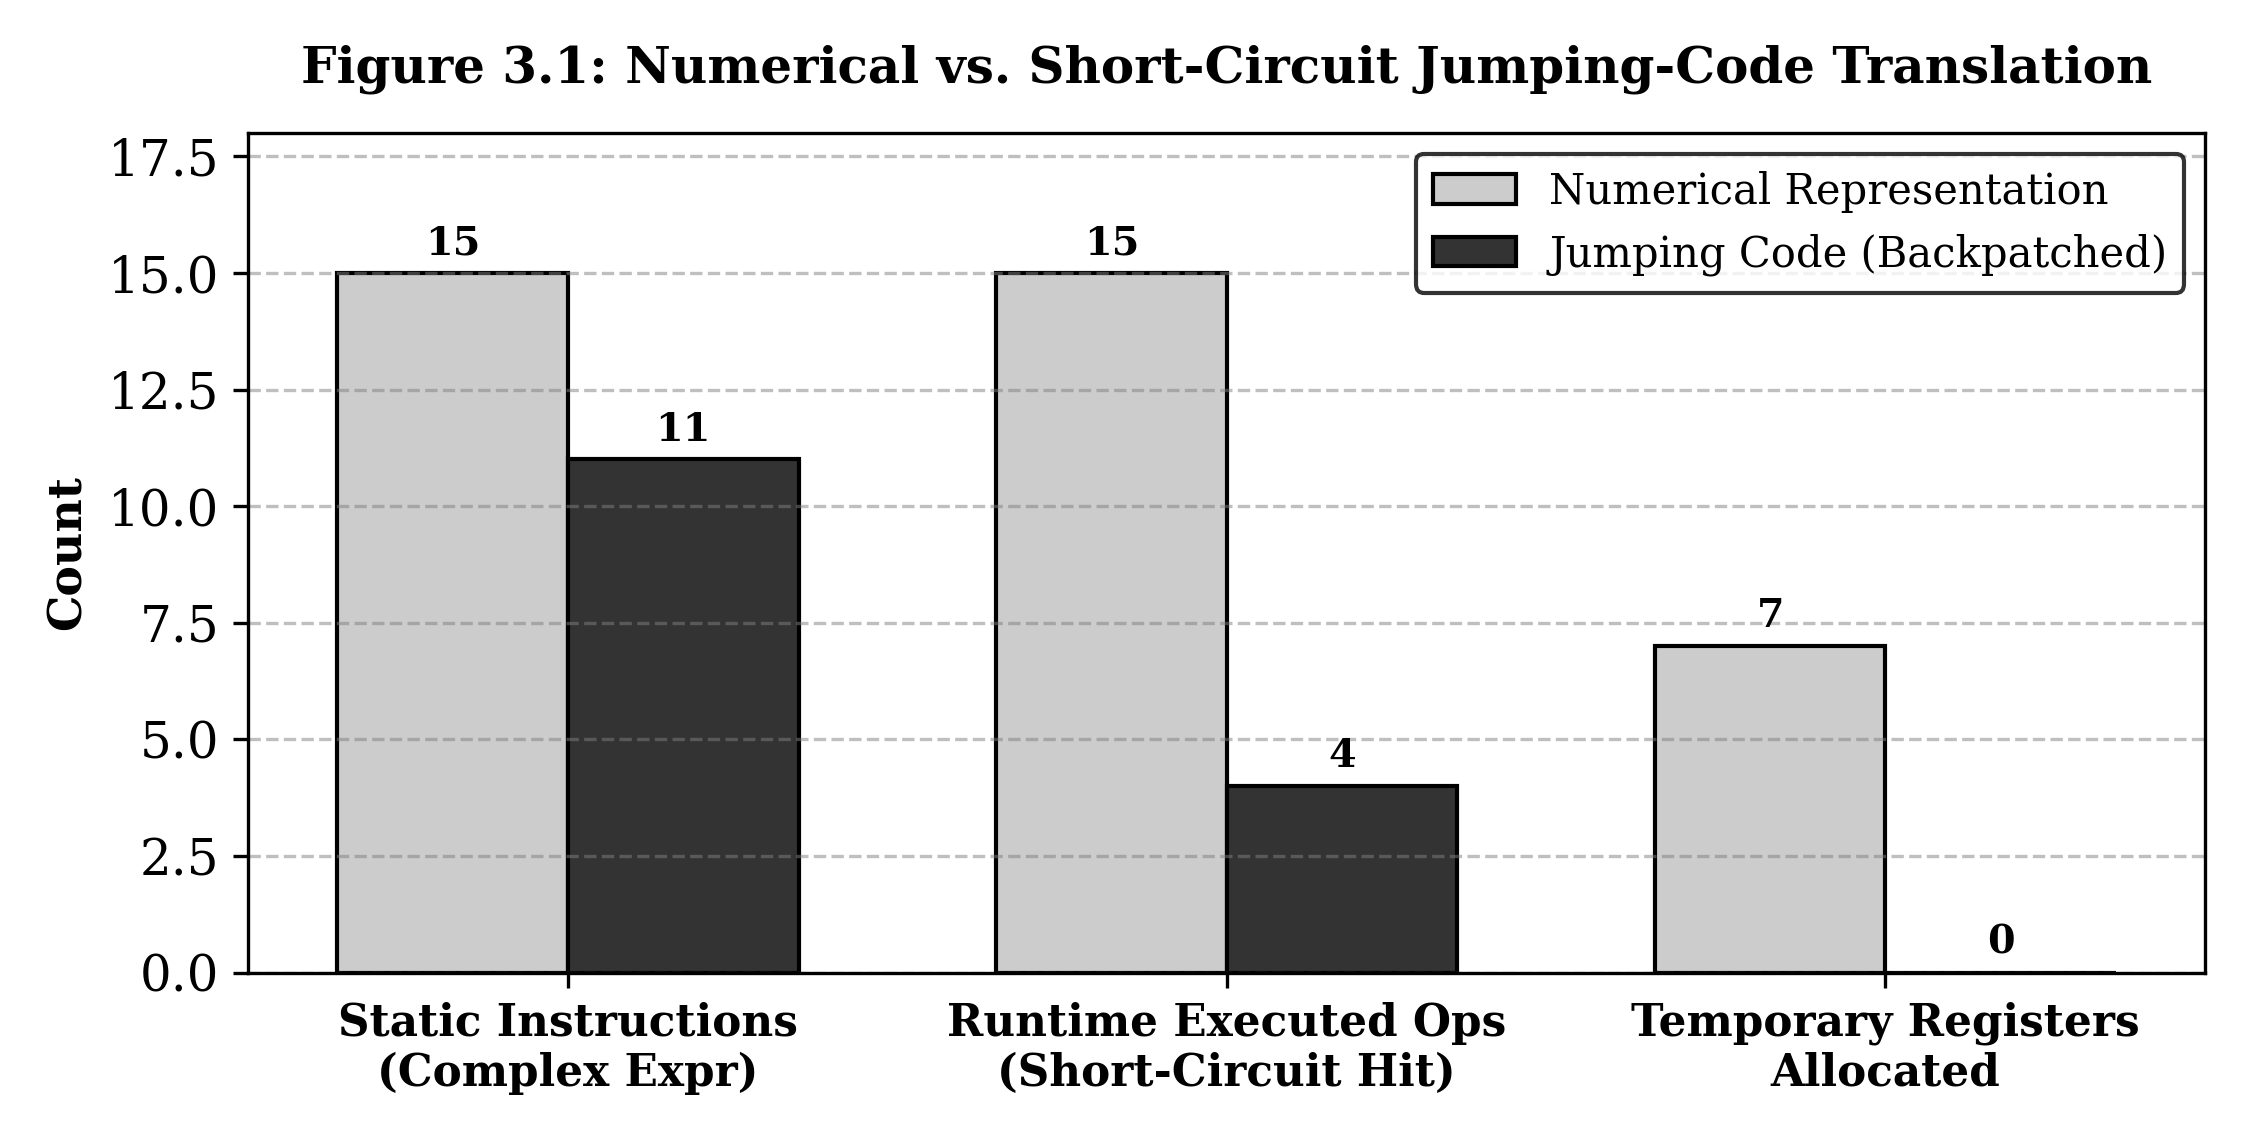 Figure 3.1: Numerical vs. Short-Circuit Jumping-Code Translation
Numerical Representation
Jumping Code (Backpatched)
Count
17.5
15.0
12.5
10.0
7.5
5.0
2.5
0.0
15
11
15
4
7
0
Static Instructions
(Complex Expr)
Runtime Executed Ops
(Short-Circuit Hit)
Temporary Registers
Allocated